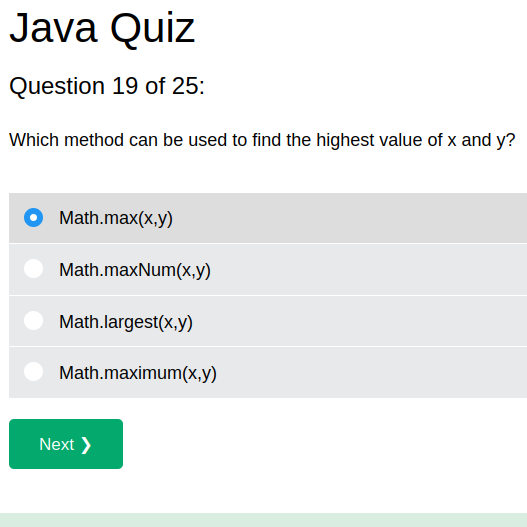 Java Quiz
Question 19 of 25:
Which method can be used to find the highest value of x and y?
Math.max(x,y)
Math.maxNum(x,y)
Math.largest(x,y)
Math.maximum(x,y)
Next ❯